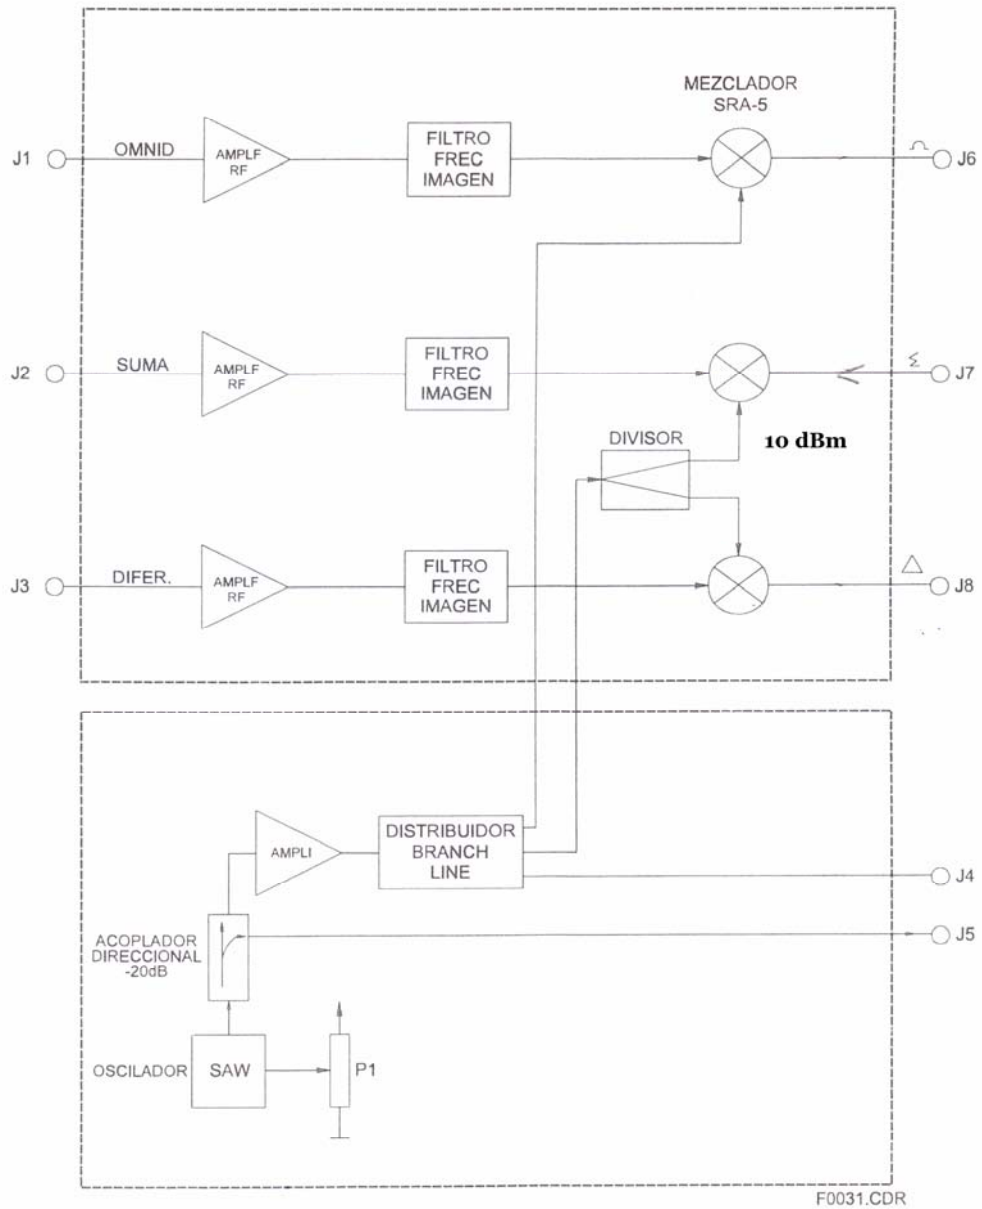 MEZCLADOR
SRA-5
J1
OMNID
AMPLF
RF
FILTRO
FREC
IMAGEN
J6
J2
SUMA
AMPLF
RF
FILTRO
FREC
IMAGEN
Σ
J7
DIVISOR
10 dBm
J3
DIFER.
AMPLF
RF
FILTRO
FREC
IMAGEN
Δ
J8
AMPLI
DISTRIBUIDOR
BRANCH
LINE
J4
ACOPLADOR
DIRECCIONAL
-20dB
J5
OSCILADOR
SAW
P1
F0031.CDR